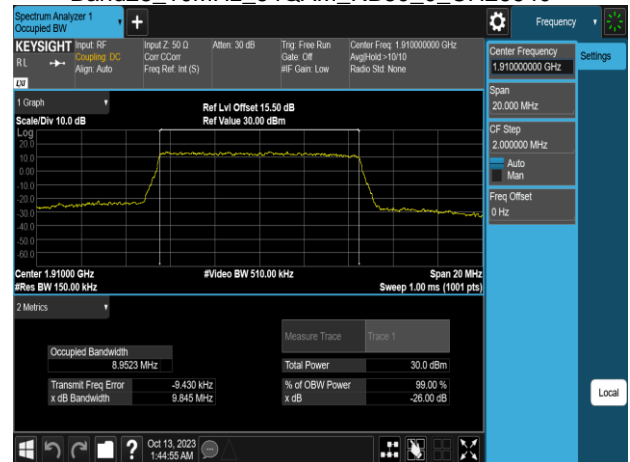 Spectrum Analyzer 1
Occupied BW
+
Frequency
KEYSIGHT
RL
LXI
Input: RF
Coupling: DC
Align: Auto
Input Z: 50 Ω
Corr CCorr
Freq Ref: Int (S)
Atten: 30 dB
Trig: Free Run
Gate: Off
#IF Gain: Low
Center Freq: 1.910000000 GHz
Avg|Hold:>10/10
Radio Std: None
Center Frequency
1.910000000 GHz
Settings
Span
20.000 MHz
CF Step
2.000000 MHz
Auto
Man
Freq Offset
0 Hz
1 Graph
Scale/Div 10.0 dB
Ref Lvl Offset 15.50 dB
Ref Value 30.00 dBm
Log
20.0
10.0
0.00
-10.0
-20.0
-30.0
-40.0
-50.0
-60.0
Center 1.91000 GHz
#Res BW 150.00 kHz
#Video BW 510.00 kHz
Span 20 MHz
Sweep 1.00 ms (1001 pts)
2 Metrics
Measure Trace
Trace 1
Occupied Bandwidth
8.9523 MHz
Total Power
30.0 dBm
Transmit Freq Error
-9.430 kHz
% of OBW Power
99.00 %
x dB Bandwidth
9.845 MHz
x dB
-26.00 dB
Local
?
Oct 13, 2023
1:44:55 AM